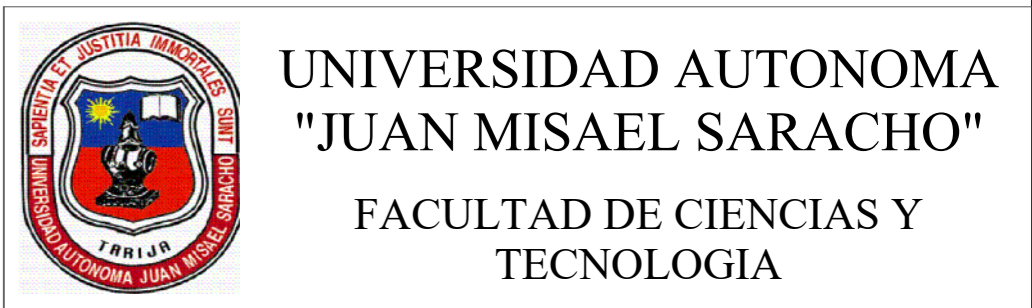 SAPIENTIA ET JUSTITIA IMMORTALES SUNT
UNIVERSIDAD AUTONOMA JUAN MISAEL SARACHO
TARIJA
UNIVERSIDAD AUTONOMA
"JUAN MISAEL SARACHO"
FACULTAD DE CIENCIAS Y
TECNOLOGIA